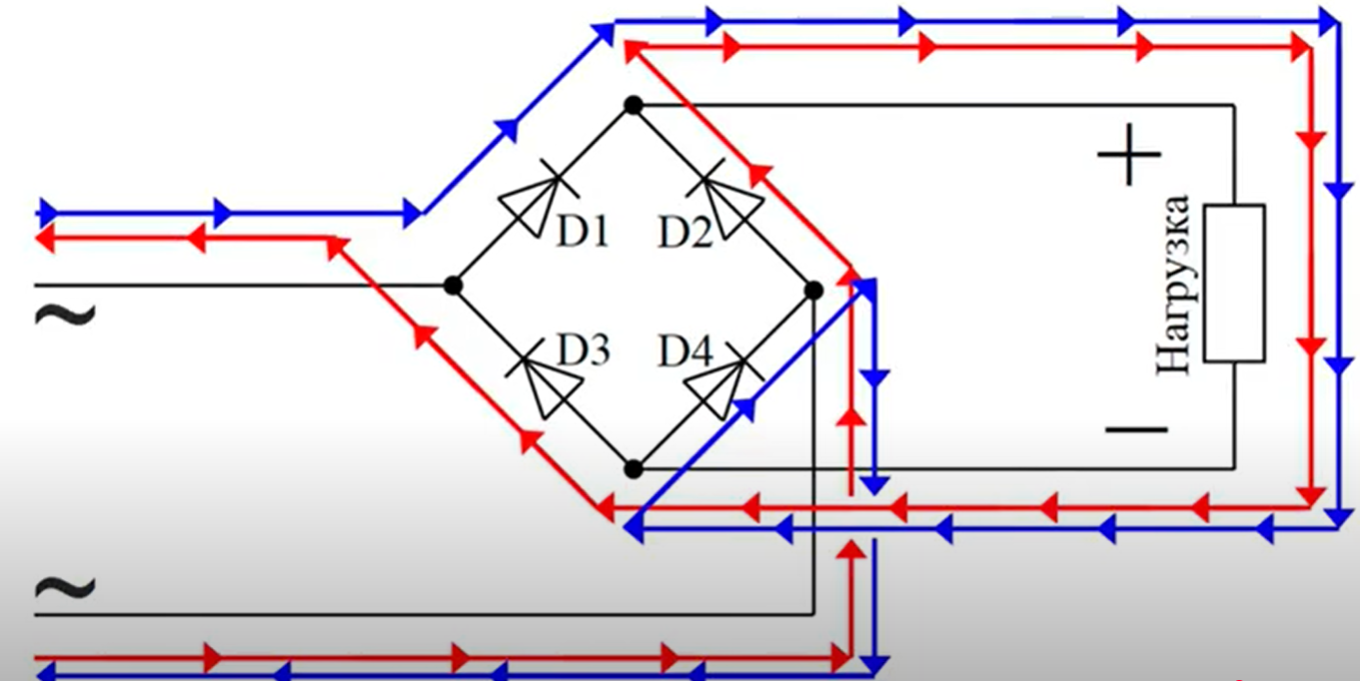 +
D1
D2
~
Нагрузка
D3
D4
—
~